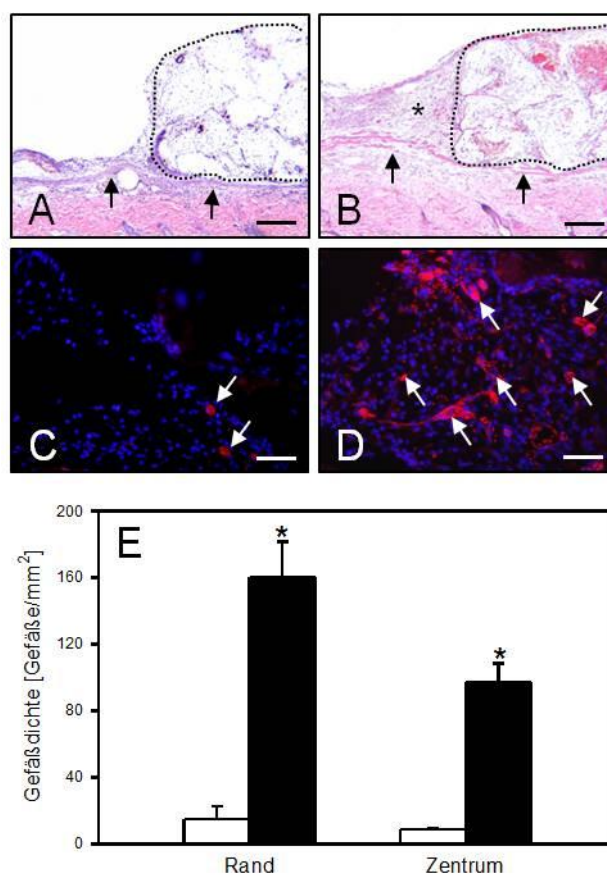 A
B
*
C
D
E
Gefäßdichte [Gefäße/mm²]
200
160
120
80
40
0
*
*
Rand
Zentrum